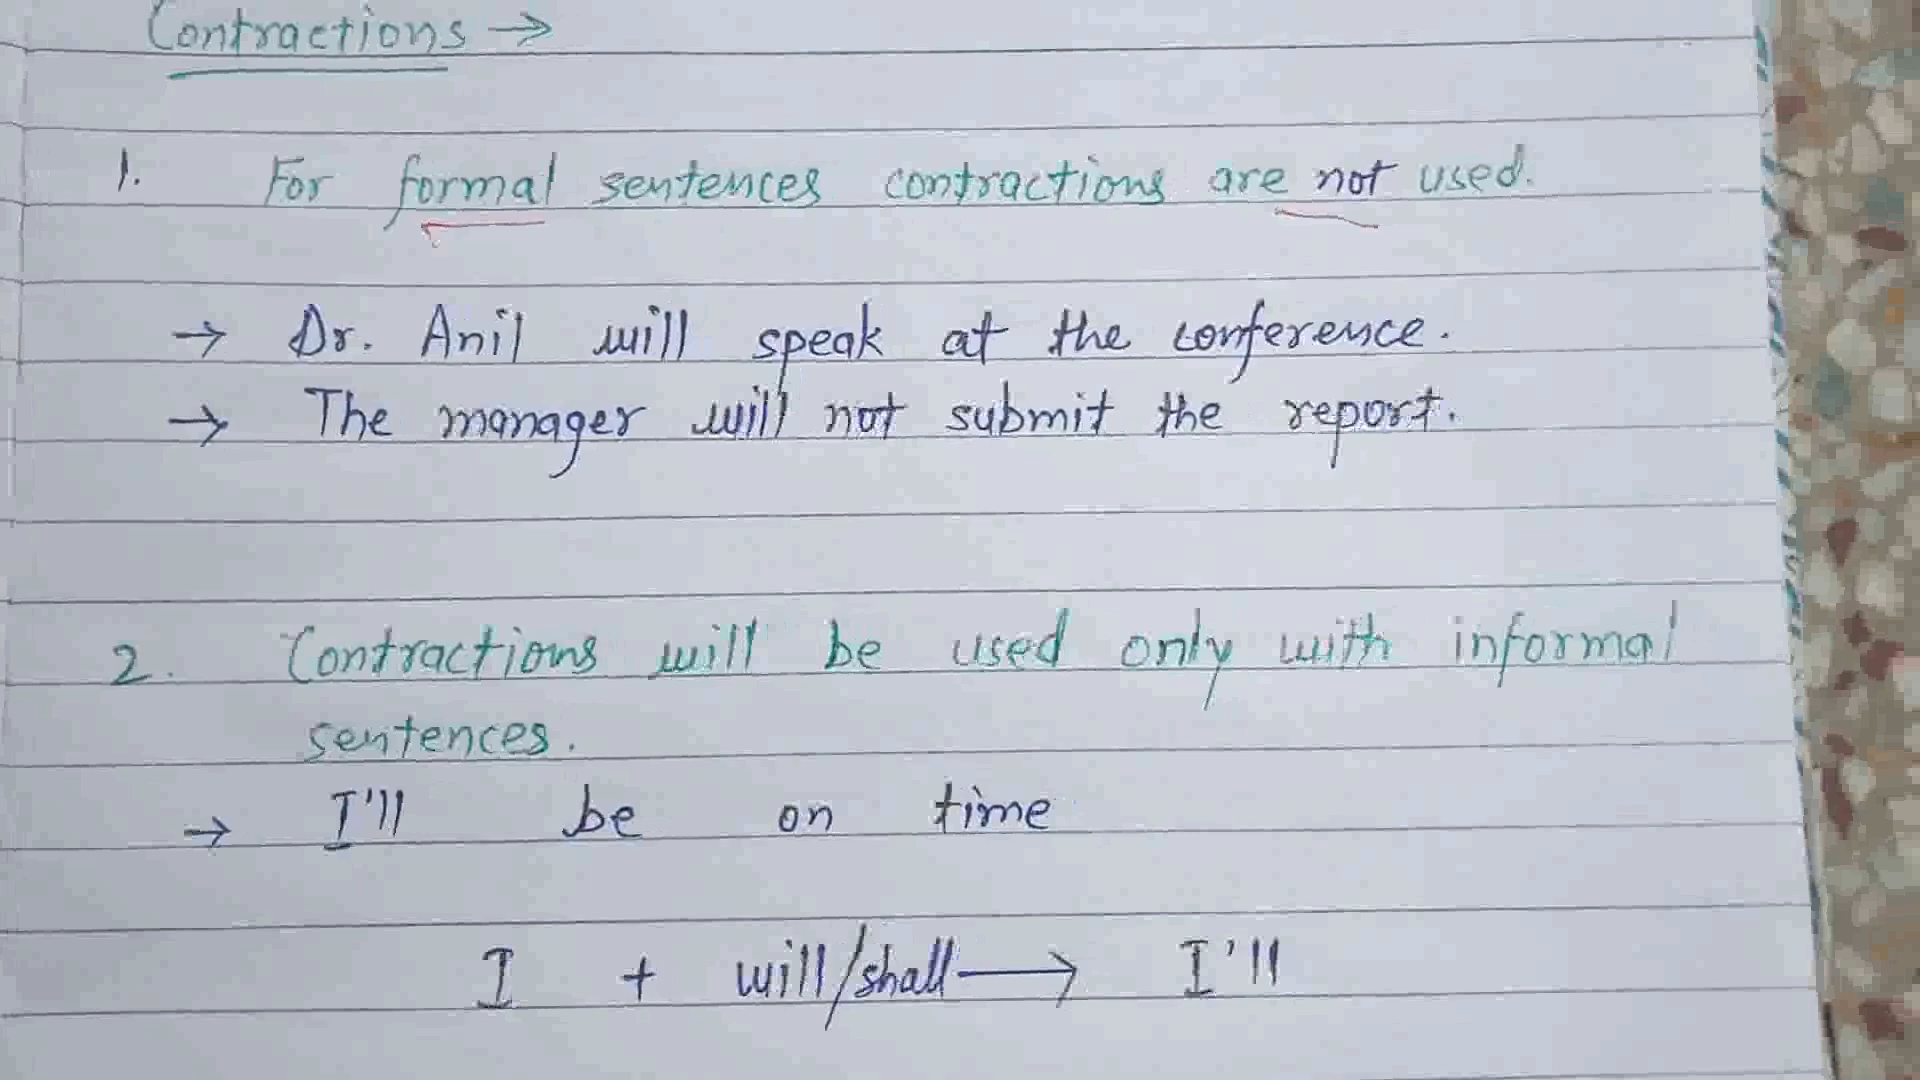 Contractions →
1. For formal sentences contractions are not used.
→ Dr. Anil will speak at the conference.
→ The manager will not submit the report.
2. Contractions will be used only with informal
sentences.
→ I'll be on time
I + will/shall → I'll